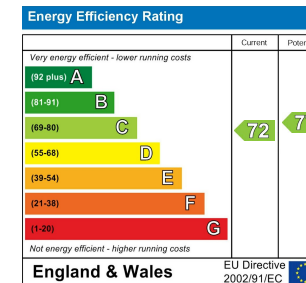 Energy Efficiency Rating
Current
Very energy efficient - lower running costs
(92 plus) A
(81-91) B
(69-80) C
72
(55-68) D
(39-54) E
(21-38) F
(1-20) G
Not energy efficient - higher running costs
England & Wales
EU Directive
2002/91/EC